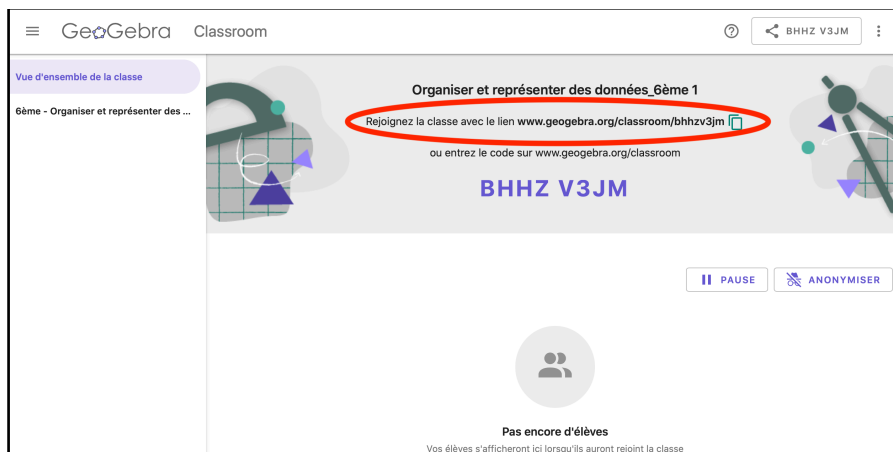 GeoGebra Classroom
BHHZ V3JM
Vue d'ensemble de la classe
6ème - Organiser et représenter des ...
Organiser et représenter des données_6ème 1
Rejoignez la classe avec le lien www.geogebra.org/classroom/bhhzv3jm
ou entrez le code sur www.geogebra.org/classroom
BHHZ V3JM
PAUSE
ANONYMISER
Pas encore d'élèves
Vos élèves s'afficheront ici lorsqu'ils auront rejoint la classe